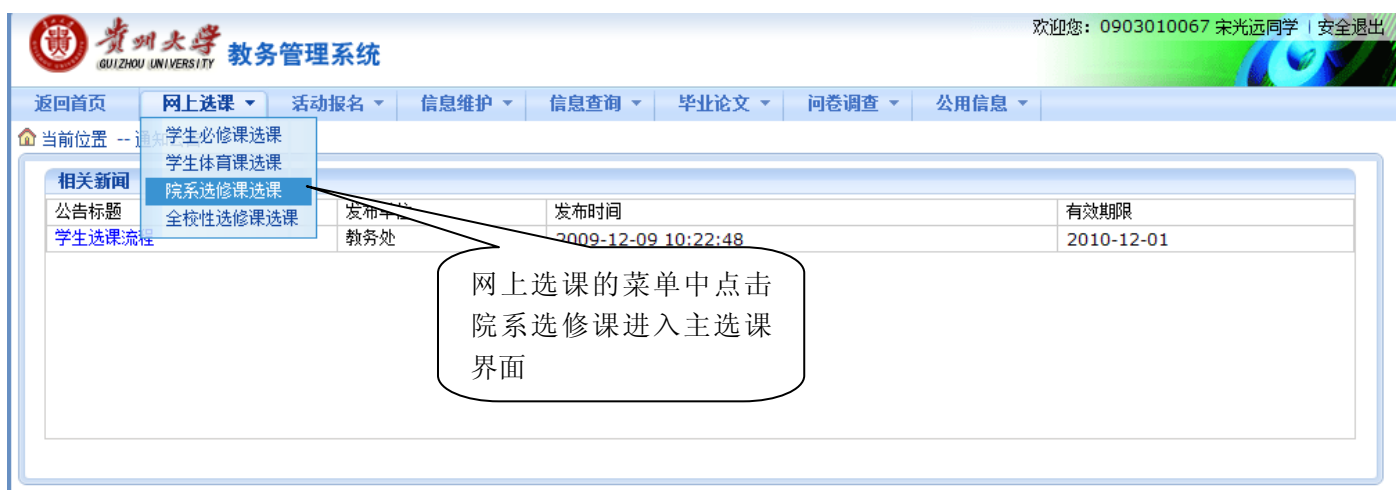 贵州大学
GUIZHOU UNIVERSITY
教务管理系统
欢迎您：0903010067 宋光远同学 | 安全退出
返回首页 网上选课 活动报名 信息维护 信息查询 毕业论文 问卷调查 公用信息
当前位置 -- 通知
学生必修课选课
学生体育课选课
院系选修课选课
全校性选修课选课
相关新闻
公告标题 发布单位 发布时间 有效期限
学生选课流程 教务处 2009-12-09 10:22:48 2010-12-01
网上选课的菜单中点击
院系选修课进入主选课
界面